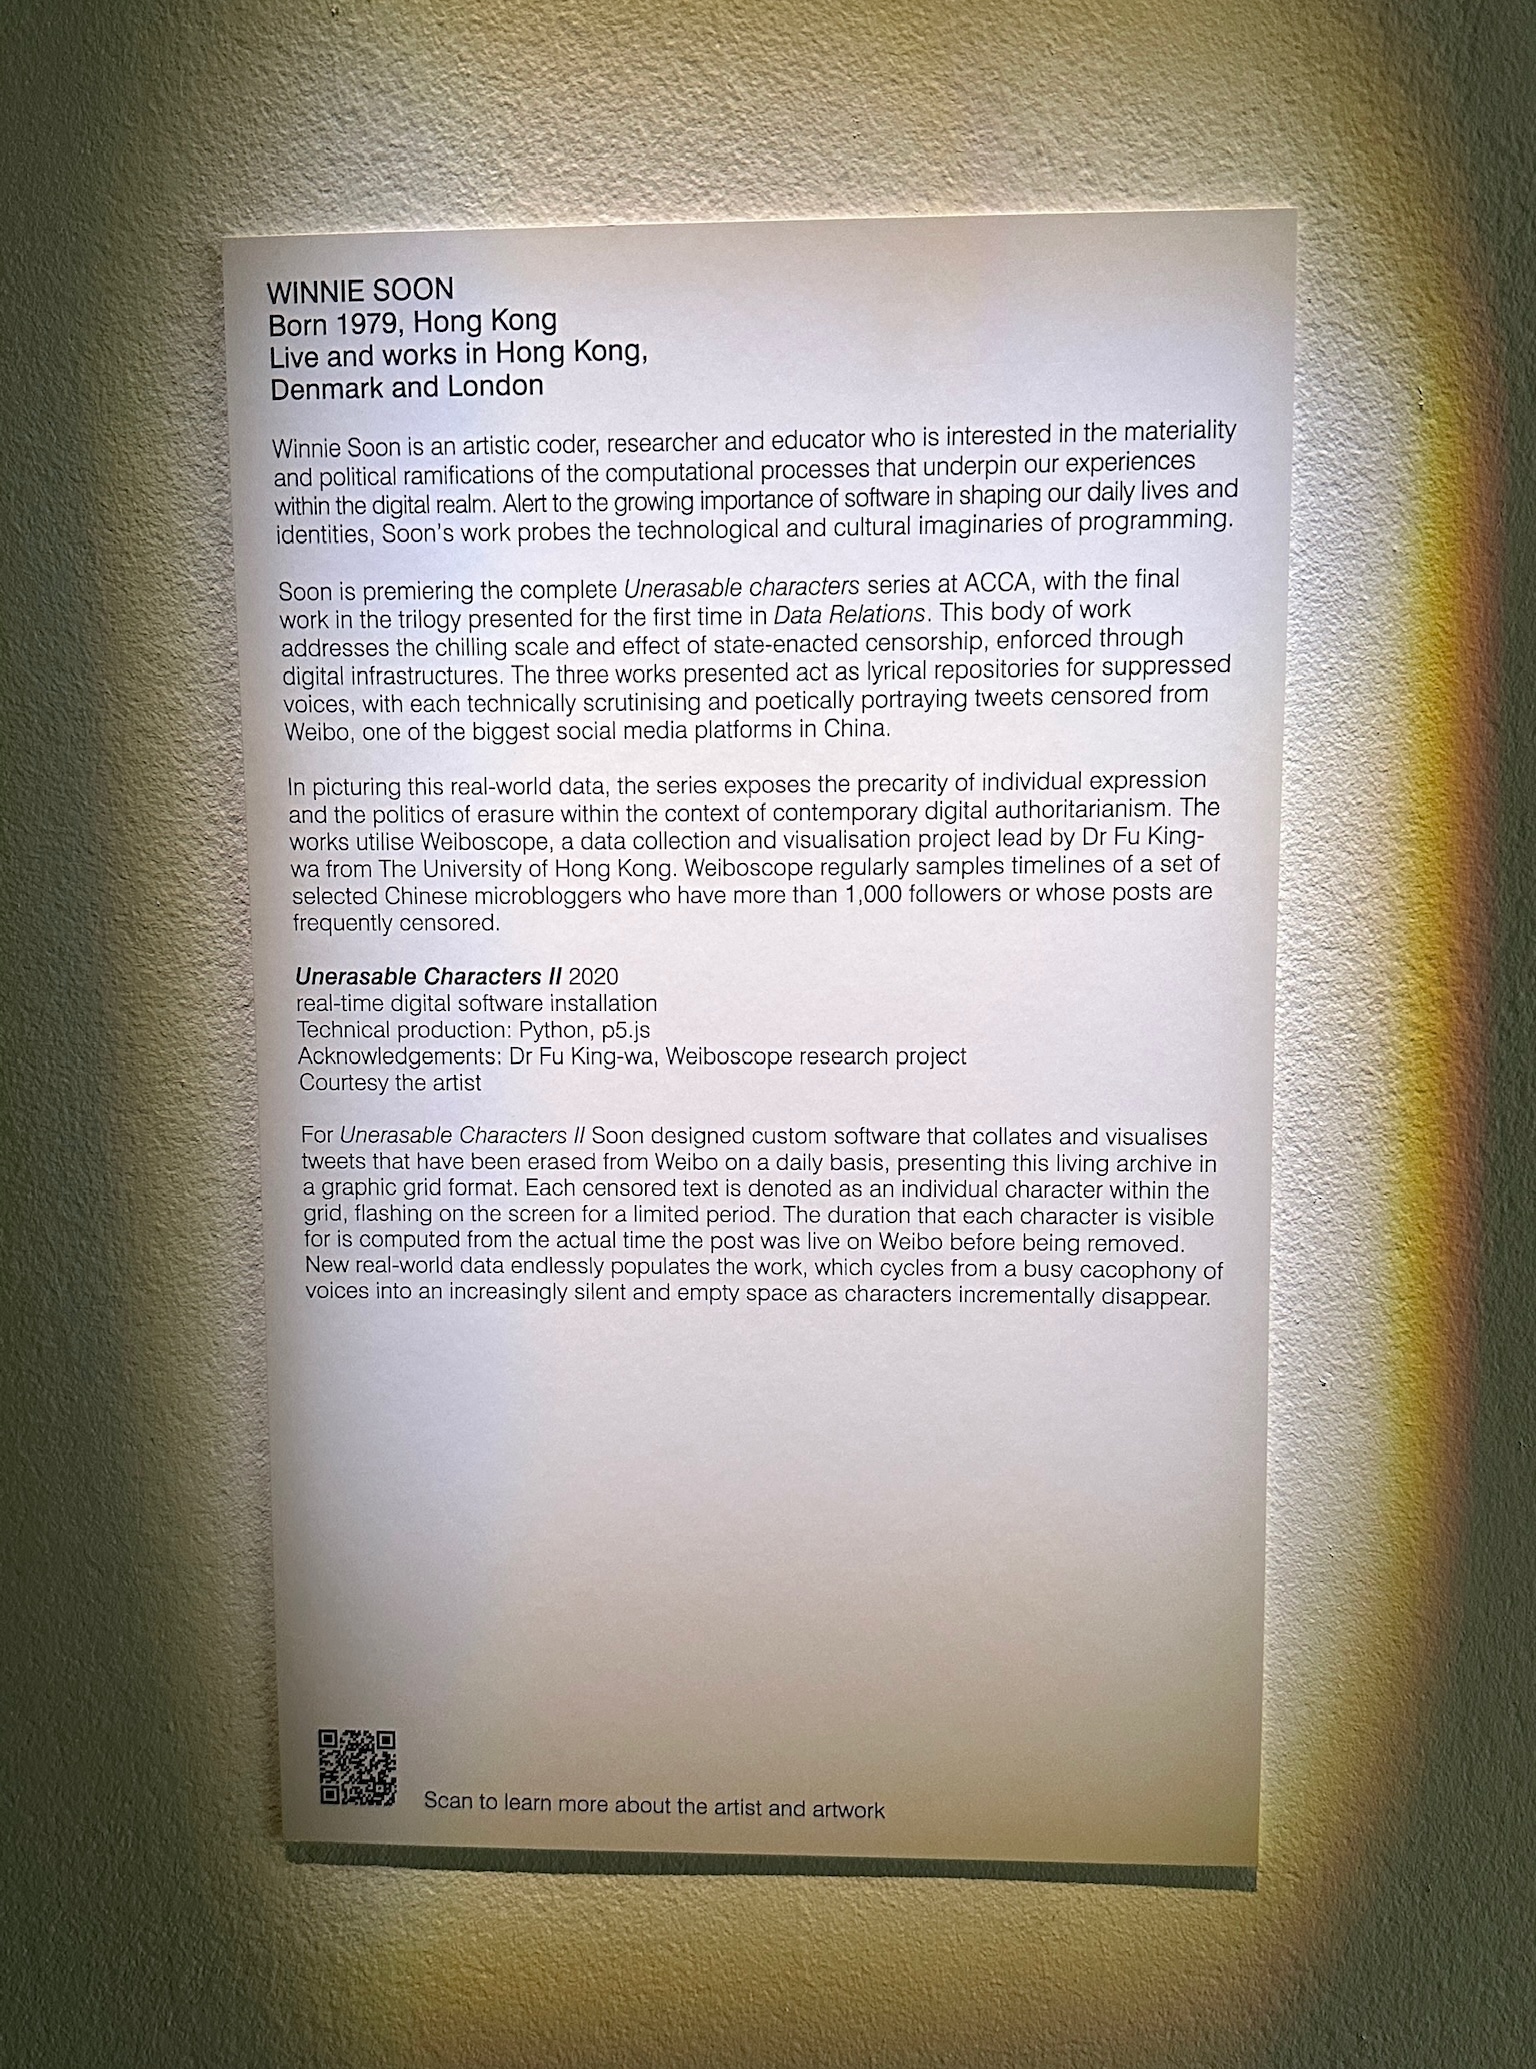 WINNIE SOON
Born 1979, Hong Kong
Live and works in Hong Kong,
Denmark and London
Winnie Soon is an artistic coder, researcher and educator who is interested in the materiality
and political ramifications of the computational processes that underpin our experiences
within the digital realm. Alert to the growing importance of software in shaping our daily lives and
identities, Soon's work probes the technological and cultural imaginaries of programming.
Soon is premiering the complete Unerasable characters series at ACCA, with the final
work in the trilogy presented for the first time in Data Relations. This body of work
addresses the chilling scale and effect of state-enacted censorship, enforced through
digital infrastructures. The three works presented act as lyrical repositories for suppressed
voices, with each technically scrutinising and poetically portraying tweets censored from
Weibo, one of the biggest social media platforms in China.
In picturing this real-world data, the series exposes the precarity of individual expression
and the politics of erasure within the context of contemporary digital authoritarianism. The
works utilise Weiboscope, a data collection and visualisation project lead by Dr Fu King-
wa from The University of Hong Kong. Weiboscope regularly samples timelines of a set of
selected Chinese microbloggers who have more than 1,000 followers or whose posts are
frequently censored.
Unerasable Characters II 2020
real-time digital software installation
Technical production: Python, p5.js
Acknowledgements: Dr Fu King-wa, Weiboscope research project
Courtesy the artist
For Unerasable Characters II Soon designed custom software that collates and visualises
tweets that have been erased from Weibo on a daily basis, presenting this living archive in
a graphic grid format. Each censored text is denoted as an individual character within the
grid, flashing on the screen for a limited period. The duration that each character is visible
for is computed from the actual time the post was live on Weibo before being removed.
New real-world data endlessly populates the work, which cycles from a busy cacophony of
voices into an increasingly silent and empty space as characters incrementally disappear.
Scan to learn more about the artist and artwork